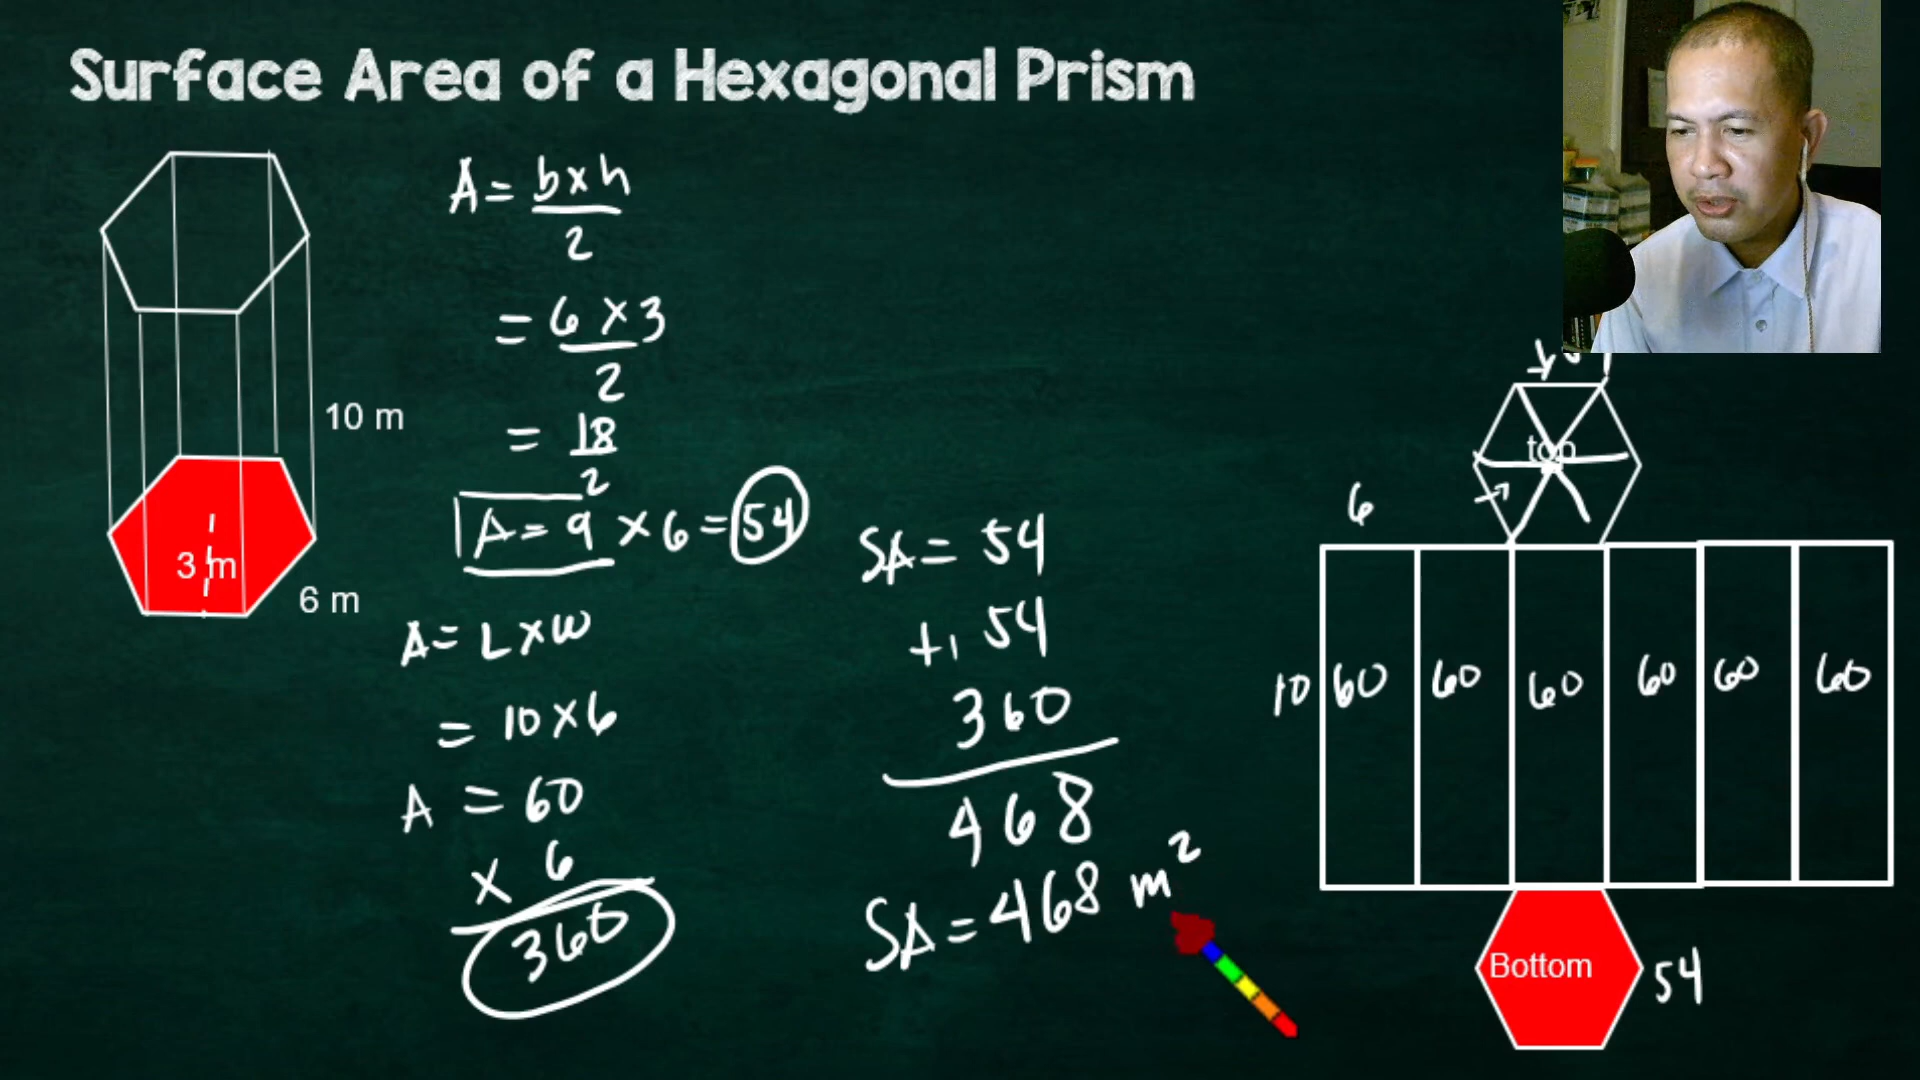 Surface Area of a Hexagonal Prism
A = b x h
2
= 6 x 3
2
= 18
2
A = 9 x 6 = 54
A = L x W
= 10 x 6
A = 60
x 6
360
10 m
3 m
6 m
SA = 54
+ 54
360
468
SA = 468 m²
top
6
10 60 60 60 60 60 60
Bottom
54